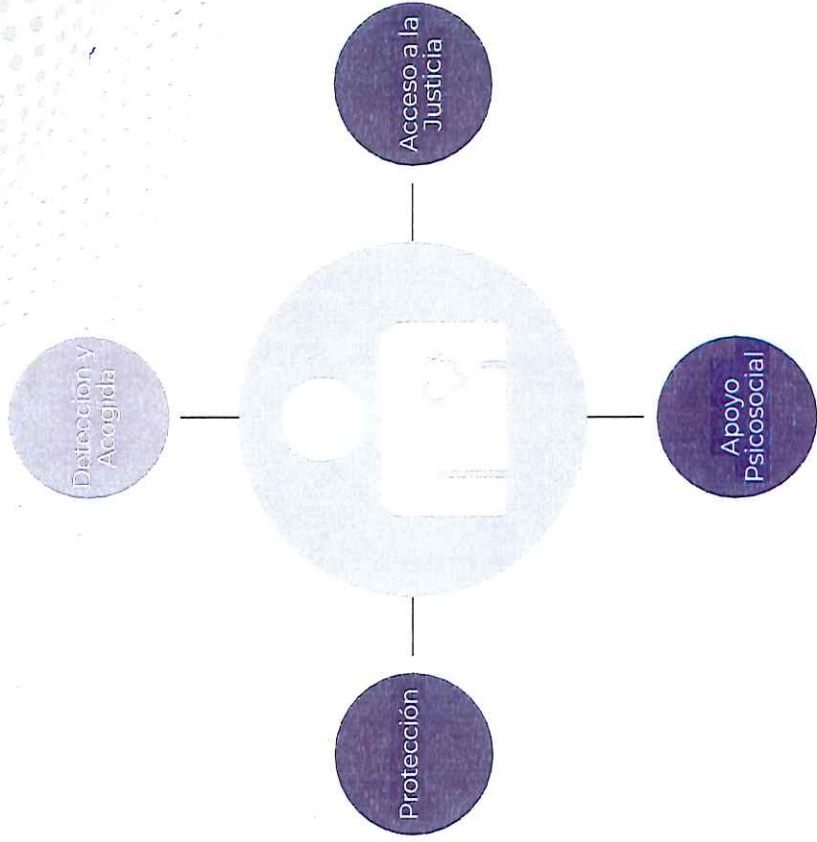 Detección y
Acogida
Acceso a la
Justicia
Apoyo
Psicosocial
Protección